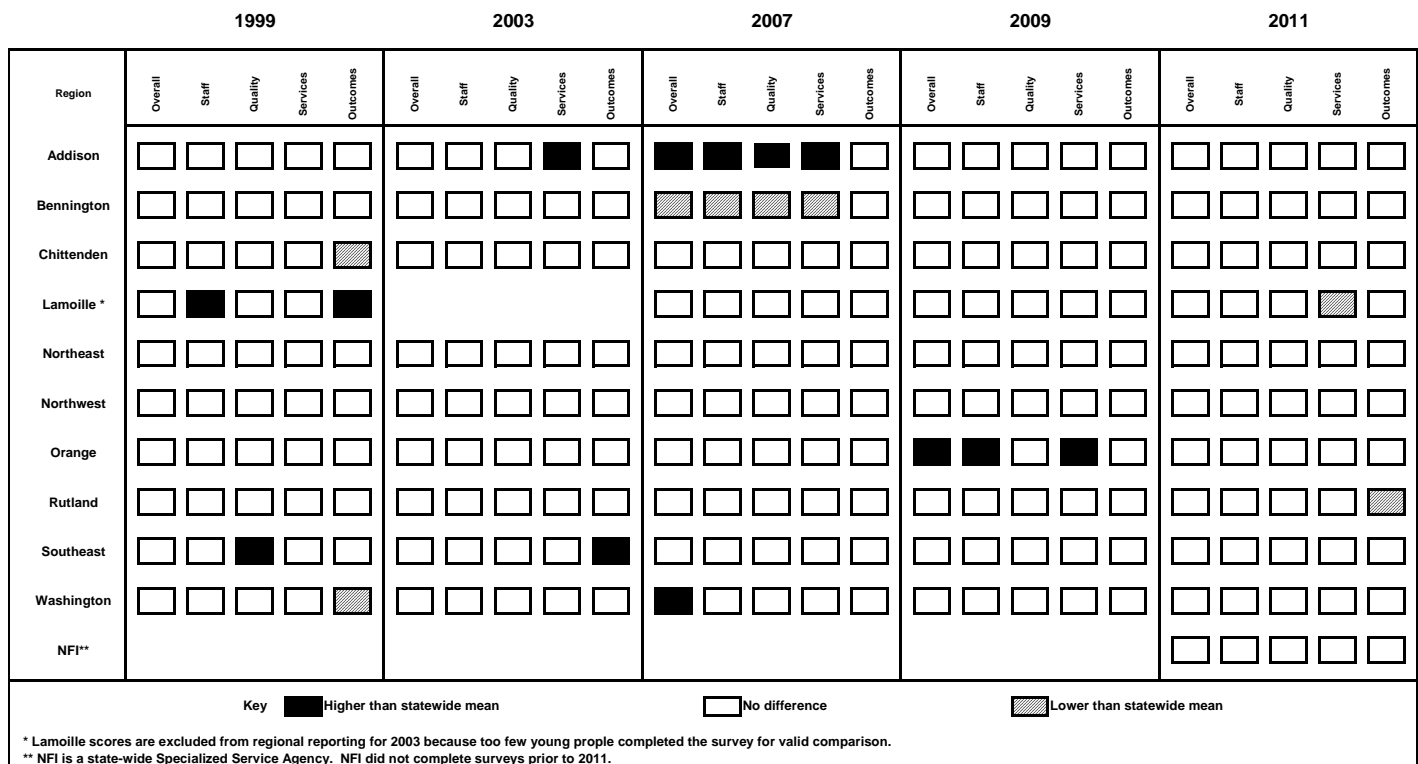 1999 2003 2007 2009 2011
Region Overall Staff Quality Services Outcomes Overall Staff Quality Services Outcomes Overall Staff Quality Services Outcomes Overall Staff Quality Services Outcomes Overall Staff Quality Services Outcomes
Addison
Bennington
Chittenden
Lamoille *
Northeast
Northwest
Orange
Rutland
Southeast
Washington
NFI**
Key Higher than statewide mean No difference Lower than statewide mean
* Lamoille scores are excluded from regional reporting for 2003 because too few young prople completed the survey for valid comparison.
** NFI is a state-wide Specialized Service Agency. NFI did not complete surveys prior to 2011.